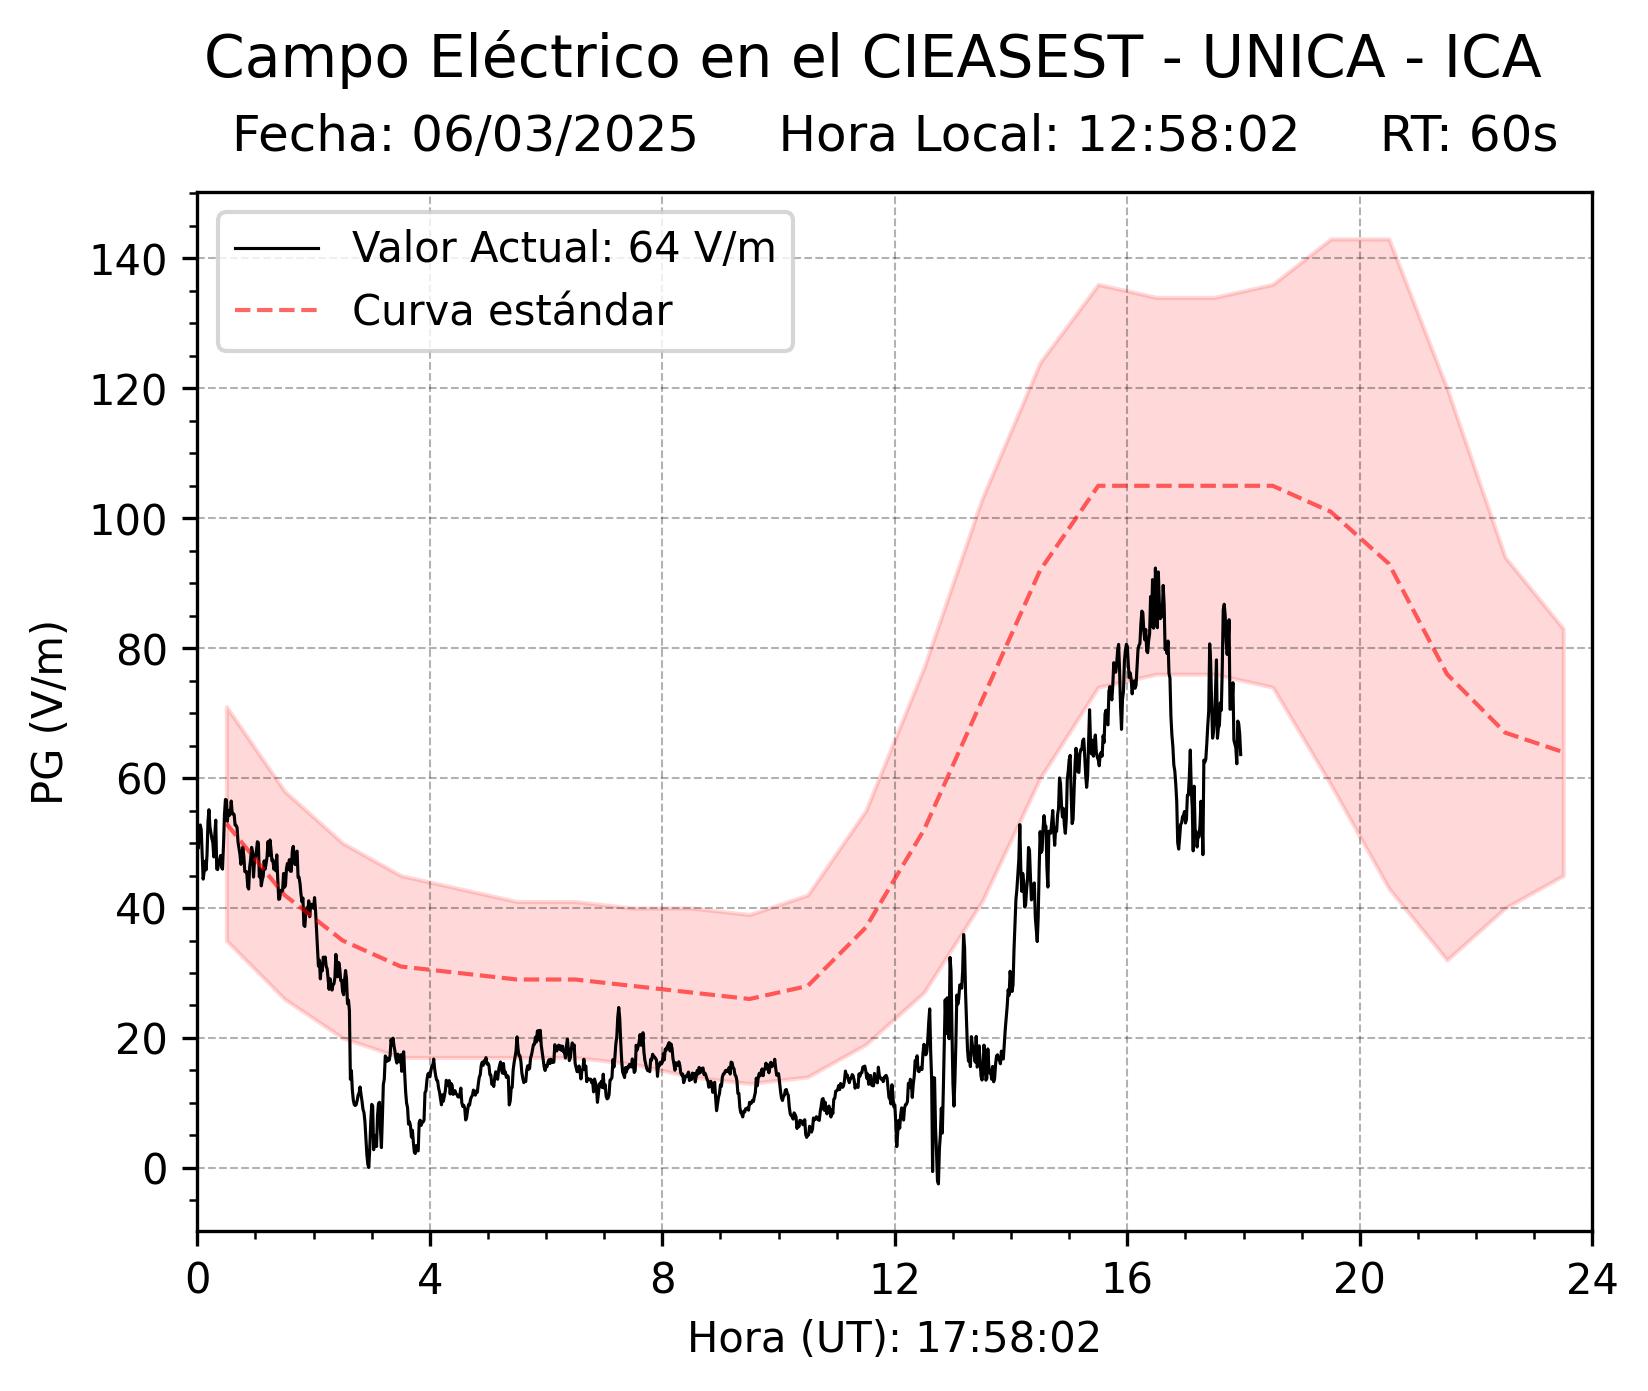 Campo Eléctrico en el CIEASEST - UNICA - ICA
Fecha: 06/03/2025 Hora Local: 12:58:02 RT: 60s
Valor Actual: 64 V/m
Curva estándar
140
120
100
80
60
40
20
0
PG (V/m)
0 4 8 12 16 20 24
Hora (UT): 17:58:02